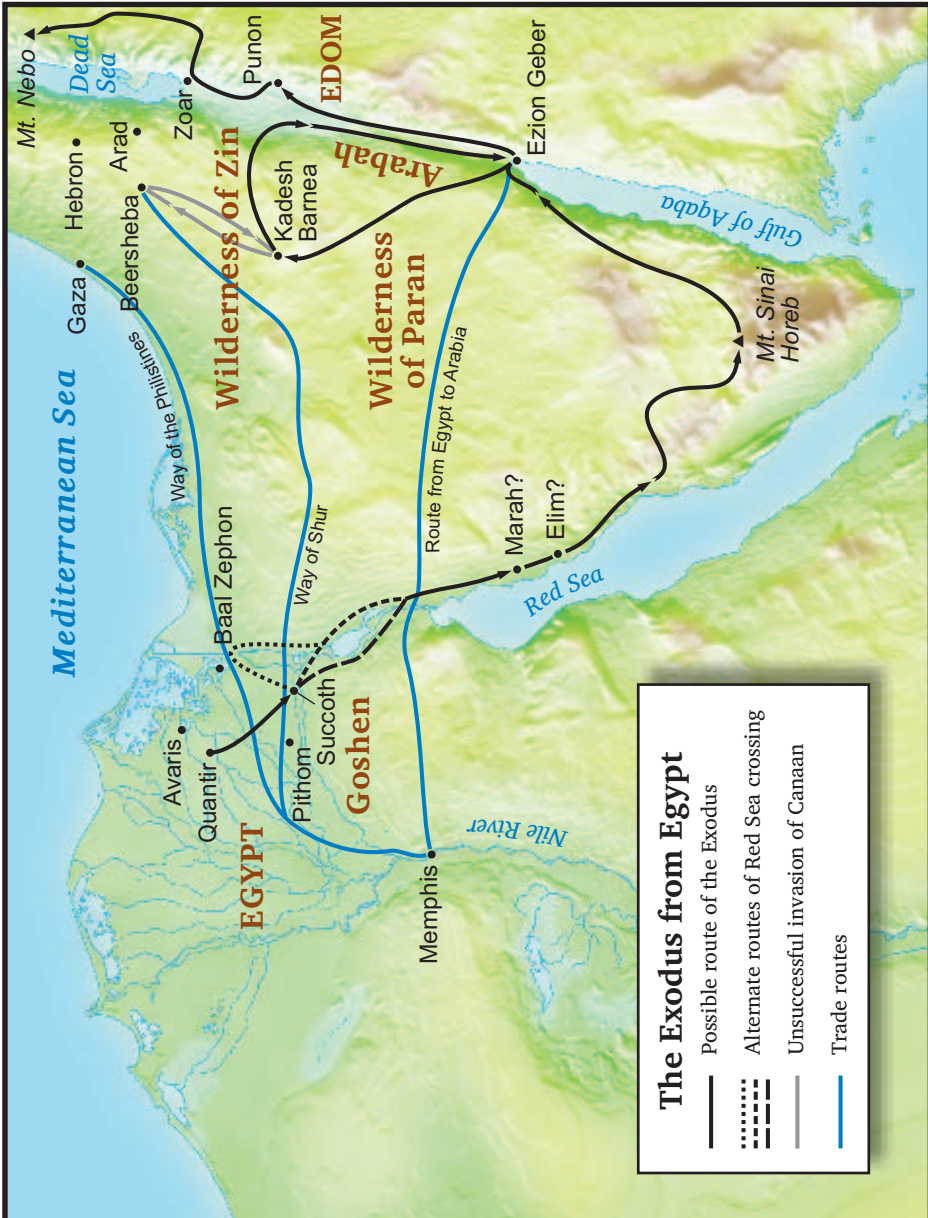 The Exodus from Egypt
Possible route of the Exodus
Alternate routes of Red Sea crossing
Unsuccessful invasion of Canaan
Trade routes
Mediterranean Sea
Mt. Nebo
Dead
Sea
Hebron
Gaza
Arad
Beersheba
Zoar
Punon
EDOM
Way of the Philistines
Wilderness of Zin
Kadesh
Barnea
Arabah
Avaris
Baal Zephon
Quantir
EGYPT
Way of Shur
Pithom
Succoth
Goshen
Wilderness
of Paran
Route from Egypt to Arabia
Ezion Geber
Memphis
Nile River
Marah?
Elim?
Red Sea
Gulf of Aqaba
Mt. Sinai
Horeb